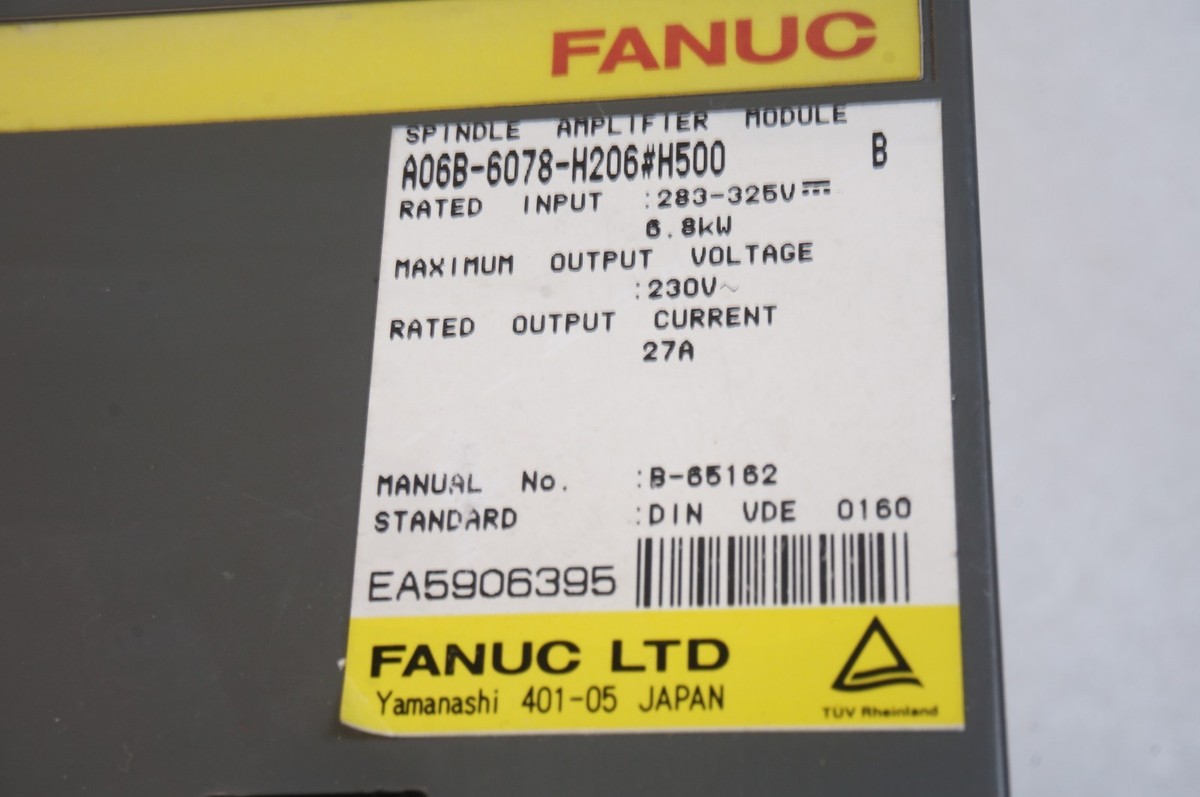 FANUC
SPINDLE AMPLIFIER MODULE
A06B-6078-H206#H500 B
RATED INPUT :283-325V⎓
6.8kW
MAXIMUM OUTPUT VOLTAGE
:230V~
RATED OUTPUT CURRENT
27A
MANUAL No. :B-65162
STANDARD :DIN VDE 0160
EA5906395
FANUC LTD
Yamanashi 401-05 JAPAN
TÜV Rheinland